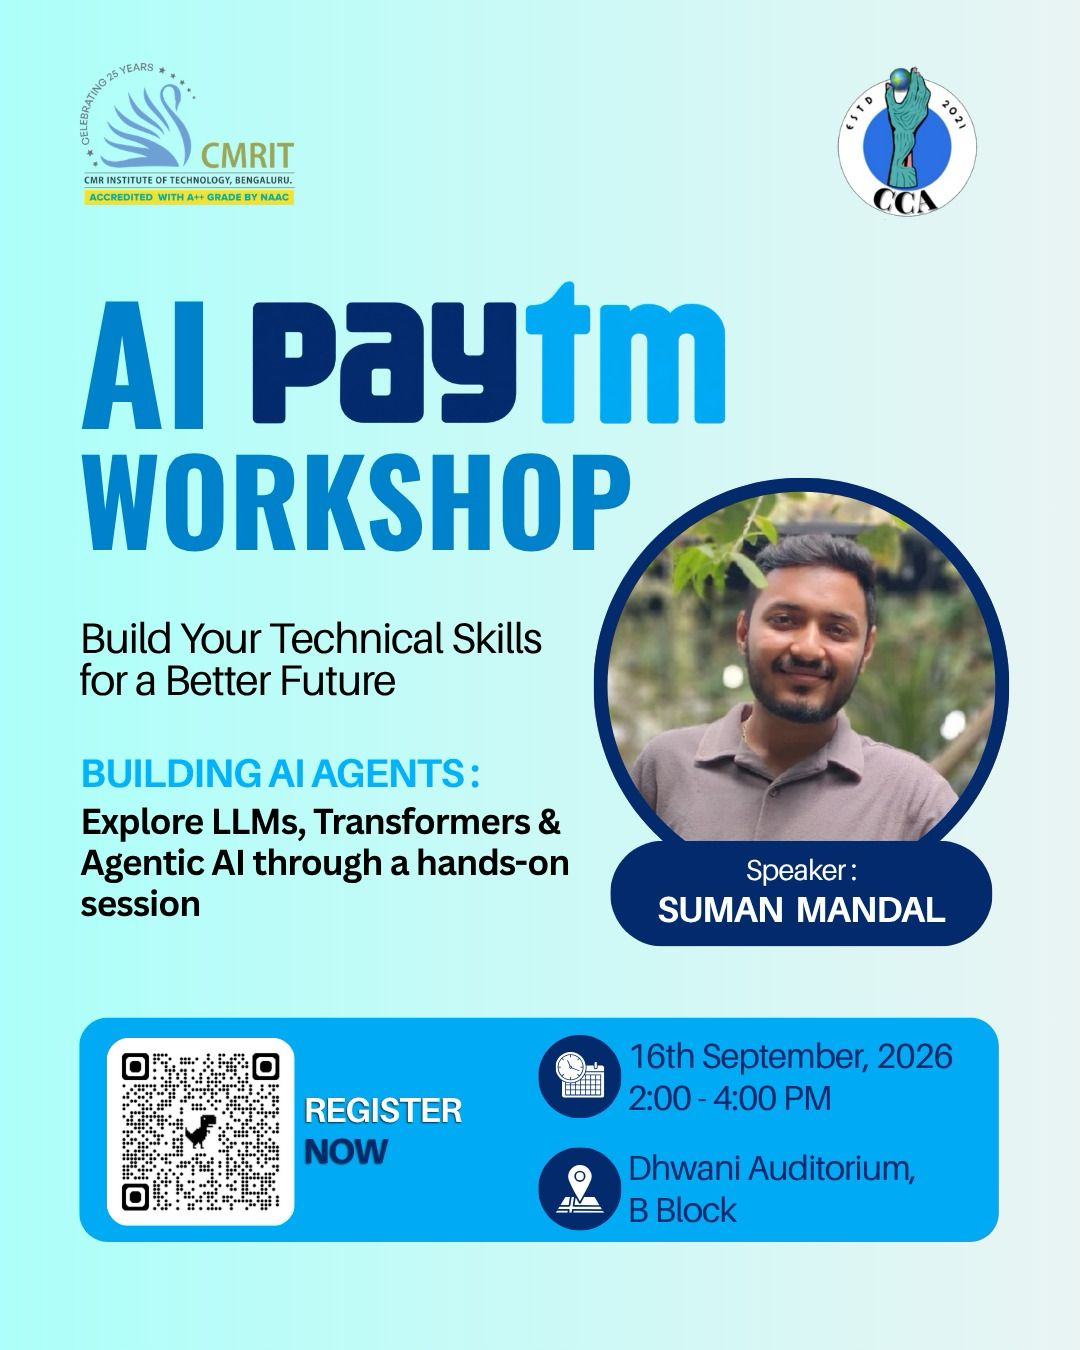 CELEBRATING 25 YEARS
CMRIT
CMR INSTITUTE OF TECHNOLOGY, BENGALURU.
ACCREDITED WITH A++ GRADE BY NAAC
ESTD 2021
CCA
AI paytm
WORKSHOP
Build Your Technical Skills
for a Better Future
BUILDING AI AGENTS :
Explore LLMs, Transformers &
Agentic AI through a hands-on
session
Speaker :
SUMAN MANDAL
REGISTER
NOW
16th September, 2026
2:00 - 4:00 PM
Dhwani Auditorium,
B Block